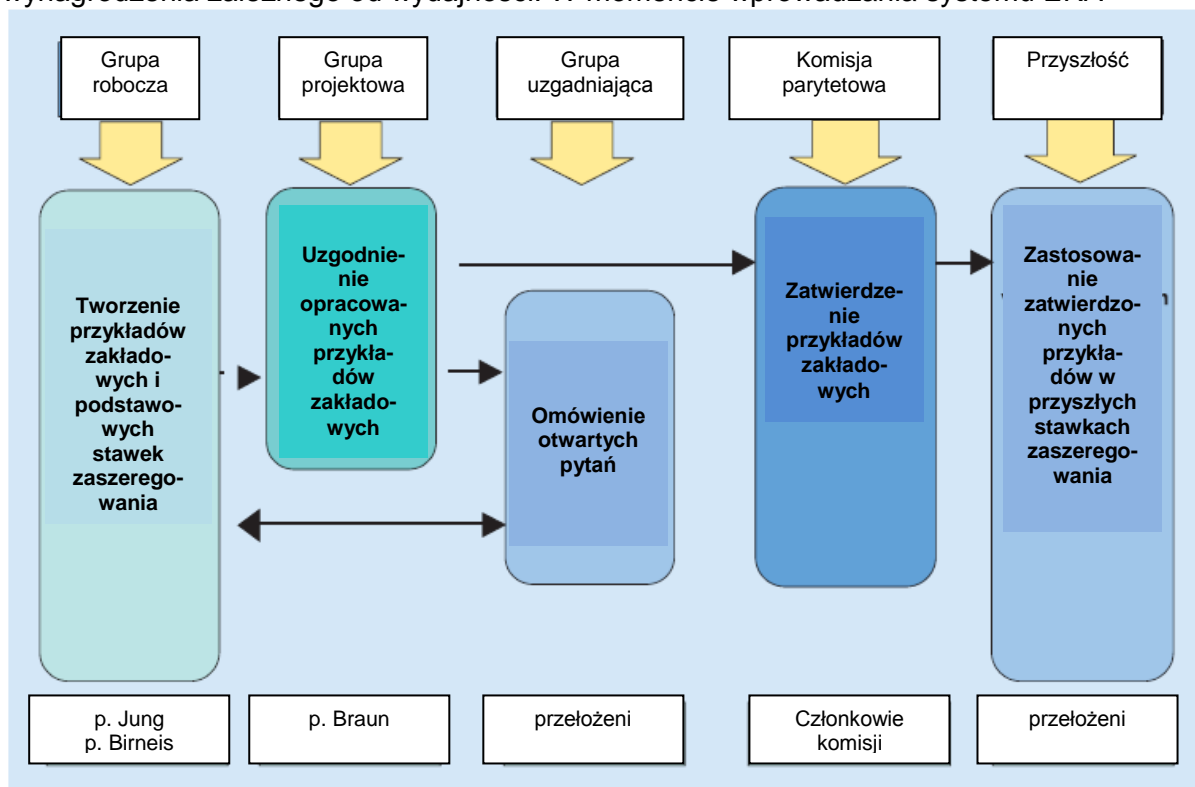 Grupa
robocza
Grupa
projektowa
Grupa
uzgadniająca
Komisja
parytetowa
Przyszłość
Tworzenie
przykładów
zakłado-
wych i
podstawo-
wych
stawek
zaszerego-
wania
Uzgodnie-
nie
opracowa-
nych
przykła-
dów
zakłado-
wych
Omówienie
otwartych
pytań
Zatwierdze-
nie
przykładów
zakłado-
wych
Zastosowa-
nie
zatwierdzo-
nych
przykła-
dów w
przyszłych
stawkach
zaszerego-
wania
p. Jung
p. Birneis
p. Braun
przełożeni
Członkowie
komisji
przełożeni